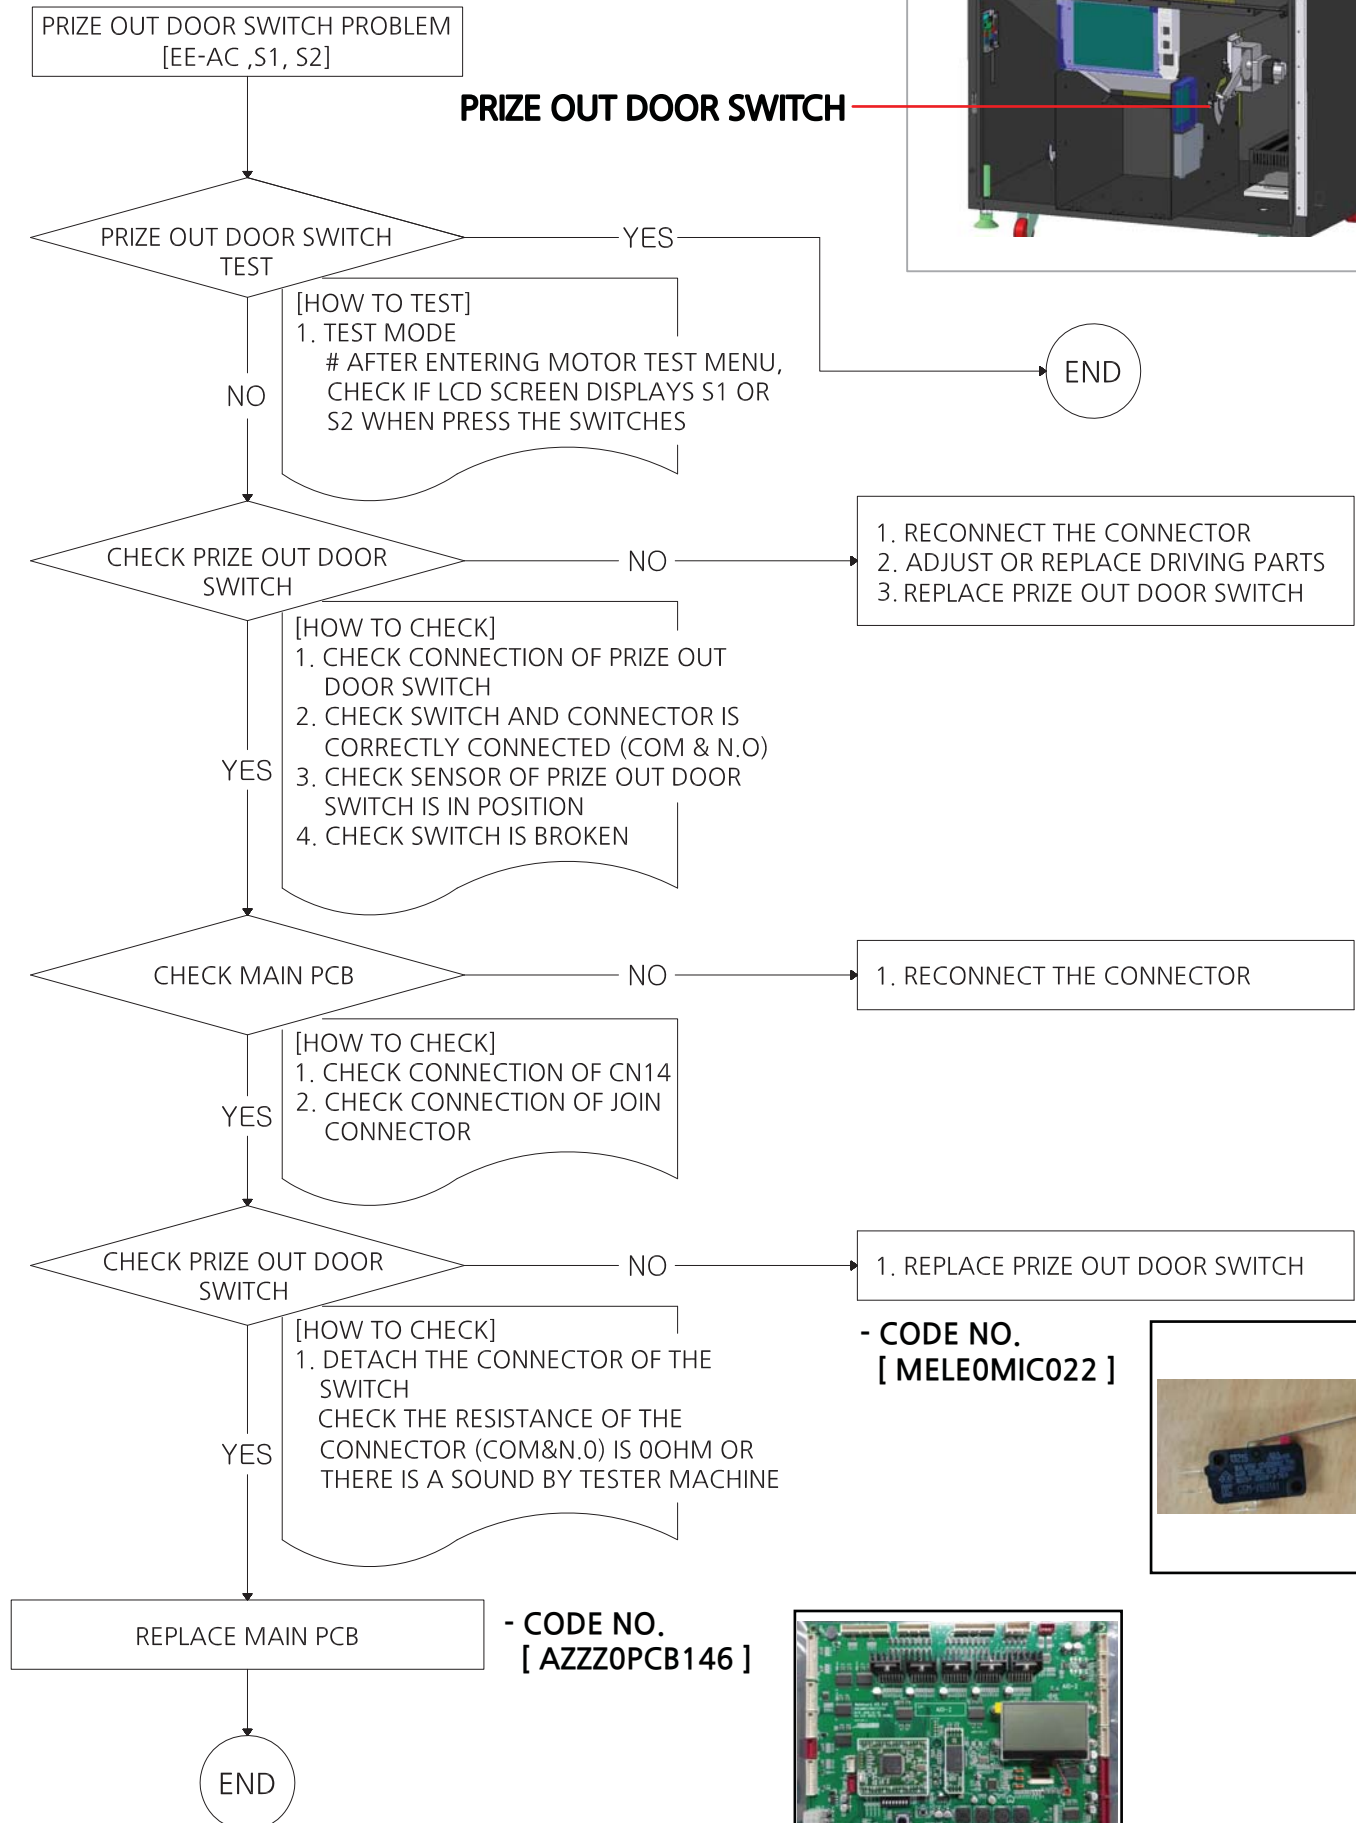 PRIZE OUT DOOR SWITCH PROBLEM
[EE-AC ,S1, S2]
PRIZE OUT DOOR SWITCH
PRIZE OUT DOOR SWITCH
TEST
YES
[HOW TO TEST]
1. TEST MODE
# AFTER ENTERING MOTOR TEST MENU,
CHECK IF LCD SCREEN DISPLAYS S1 OR
S2 WHEN PRESS THE SWITCHES
END
NO
CHECK PRIZE OUT DOOR
SWITCH
NO
1. RECONNECT THE CONNECTOR
2. ADJUST OR REPLACE DRIVING PARTS
3. REPLACE PRIZE OUT DOOR SWITCH
[HOW TO CHECK]
1. CHECK CONNECTION OF PRIZE OUT
DOOR SWITCH
2. CHECK SWITCH AND CONNECTOR IS
CORRECTLY CONNECTED (COM & N.O)
3. CHECK SENSOR OF PRIZE OUT DOOR
SWITCH IS IN POSITION
4. CHECK SWITCH IS BROKEN
YES
CHECK MAIN PCB
NO
1. RECONNECT THE CONNECTOR
[HOW TO CHECK]
1. CHECK CONNECTION OF CN14
2. CHECK CONNECTION OF JOIN
CONNECTOR
YES
CHECK PRIZE OUT DOOR
SWITCH
NO
1. REPLACE PRIZE OUT DOOR SWITCH
- CODE NO.
[ MELE0MIC022 ]
[HOW TO CHECK]
1. DETACH THE CONNECTOR OF THE
SWITCH
CHECK THE RESISTANCE OF THE
CONNECTOR (COM&N.0) IS 0OHM OR
THERE IS A SOUND BY TESTER MACHINE
YES
REPLACE MAIN PCB
- CODE NO.
[ AZZZ0PCB146 ]
END